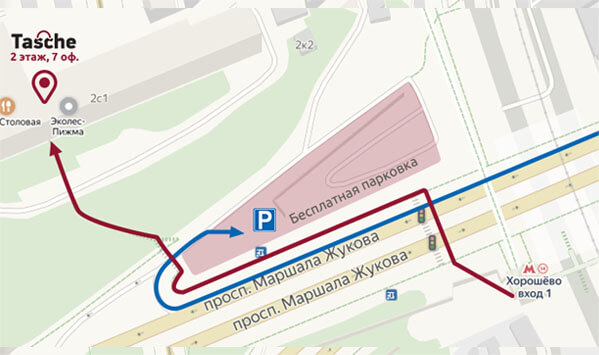 Tasche
2 этаж, 7 оф.
2к2
2с1
Столовая
Эколес-
Пижма
Бесплатная парковка
P
просп. Маршала Жукова
просп. Маршала Жукова
М
Хорошёво
вход 1